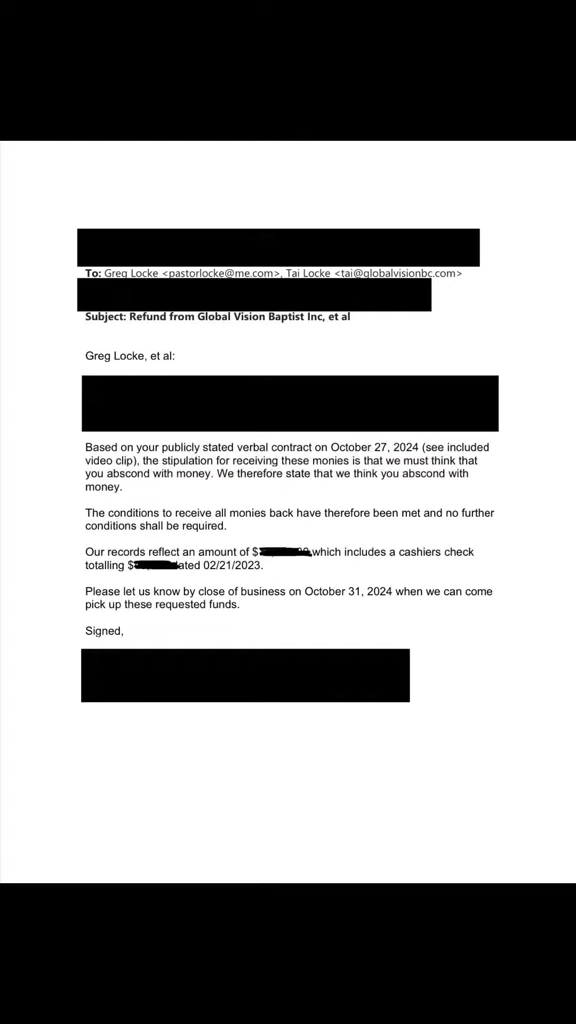 To: Greg Locke <pastorlocke@me.com>, Tai Locke <tai@globalvisionbc.com>
Subject: Refund from Global Vision Baptist Inc, et al
Greg Locke, et al:
Based on your publicly stated verbal contract on October 27, 2024 (see included
video clip), the stipulation for receiving these monies is that we must think that
you abscond with money. We therefore state that we think you abscond with
money.
The conditions to receive all monies back have therefore been met and no further
conditions shall be required.
Our records reflect an amount of $ which includes a cashiers check
totalling $ ated 02/21/2023.
Please let us know by close of business on October 31, 2024 when we can come
pick up these requested funds.
Signed,